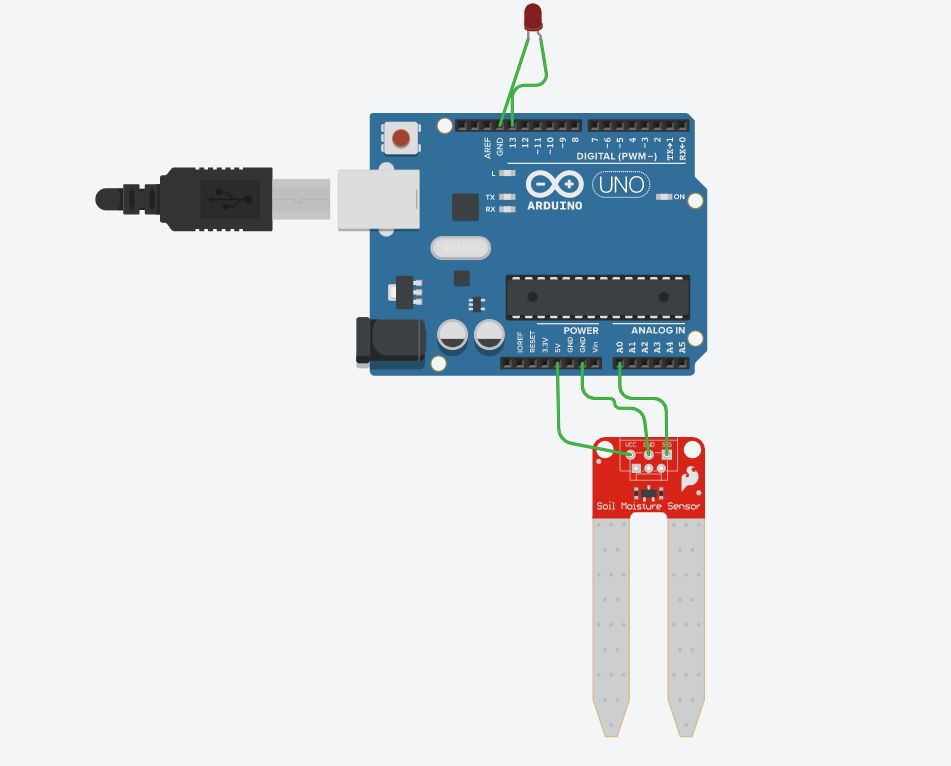 AREF
GND
13
12
~11
~10
~9
8
7
~6
~5
4
~3
2
TX→1
RX←0
DIGITAL (PWM~)
L
TX
RX
ARDUINO
UNO
ON
POWER
ANALOG IN
IOREF
RESET
3.3V
5V
GND
GND
Vin
A0
A1
A2
A3
A4
A5
VCC
GND
SIG
Soil Moisture Sensor